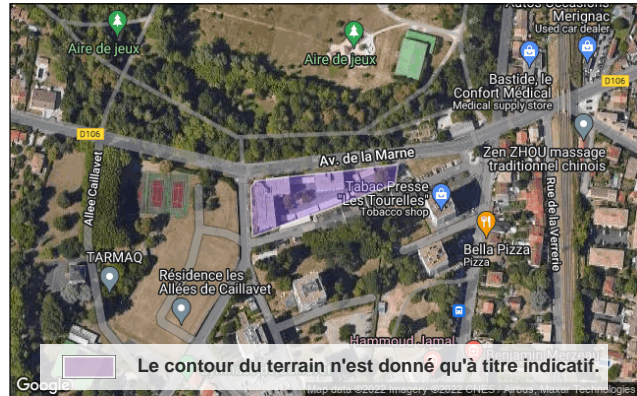 Autos Occasions
Merignac
Used car dealer
Aire de jeux
Aire de jeux
Bastide, le
Confort Médical
Medical supply store
D106
D106
Av. de la Marne
Zen ZHOU massage
traditionnel chinois
Allée Caillavet
Tabac Presse
"Les Tourelles"
Tobacco shop
Rue de la Verrerie
Bella Pizza
Pizza
TARMAQ
Résidence les
Allées de Caillavet
Hammoud Jamal
Benjamin Merzeau
Le contour du terrain n'est donné qu'à titre indicatif.
Google
Map data ©2022 Imagery ©2022 CNES / Airbus, Maxar Technologies